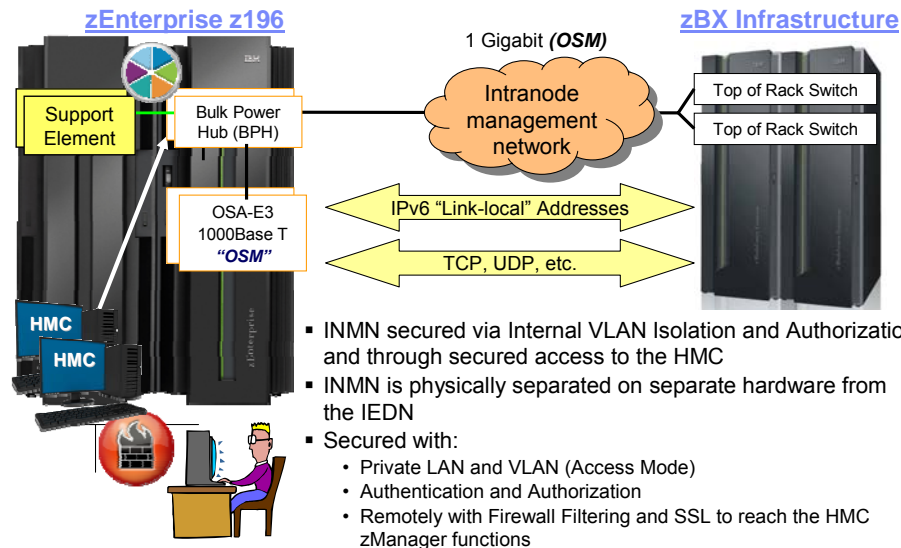 zEnterprise z196
zBX Infrastructure
1 Gigabit (OSM)
IBM
IBM
Support
Element
Bulk Power
Hub (BPH)
Intranode
management
network
Top of Rack Switch
Top of Rack Switch
OSA-E3
1000Base T
“OSM”
IPv6 “Link-local” Addresses
TCP, UDP, etc.
zEnterprise
HMC
HMC
▪ INMN secured via Internal VLAN Isolation and Authorizatio
and through secured access to the HMC
▪ INMN is physically separated on separate hardware from
the IEDN
▪ Secured with:
• Private LAN and VLAN (Access Mode)
• Authentication and Authorization
• Remotely with Firewall Filtering and SSL to reach the HMC
zManager functions